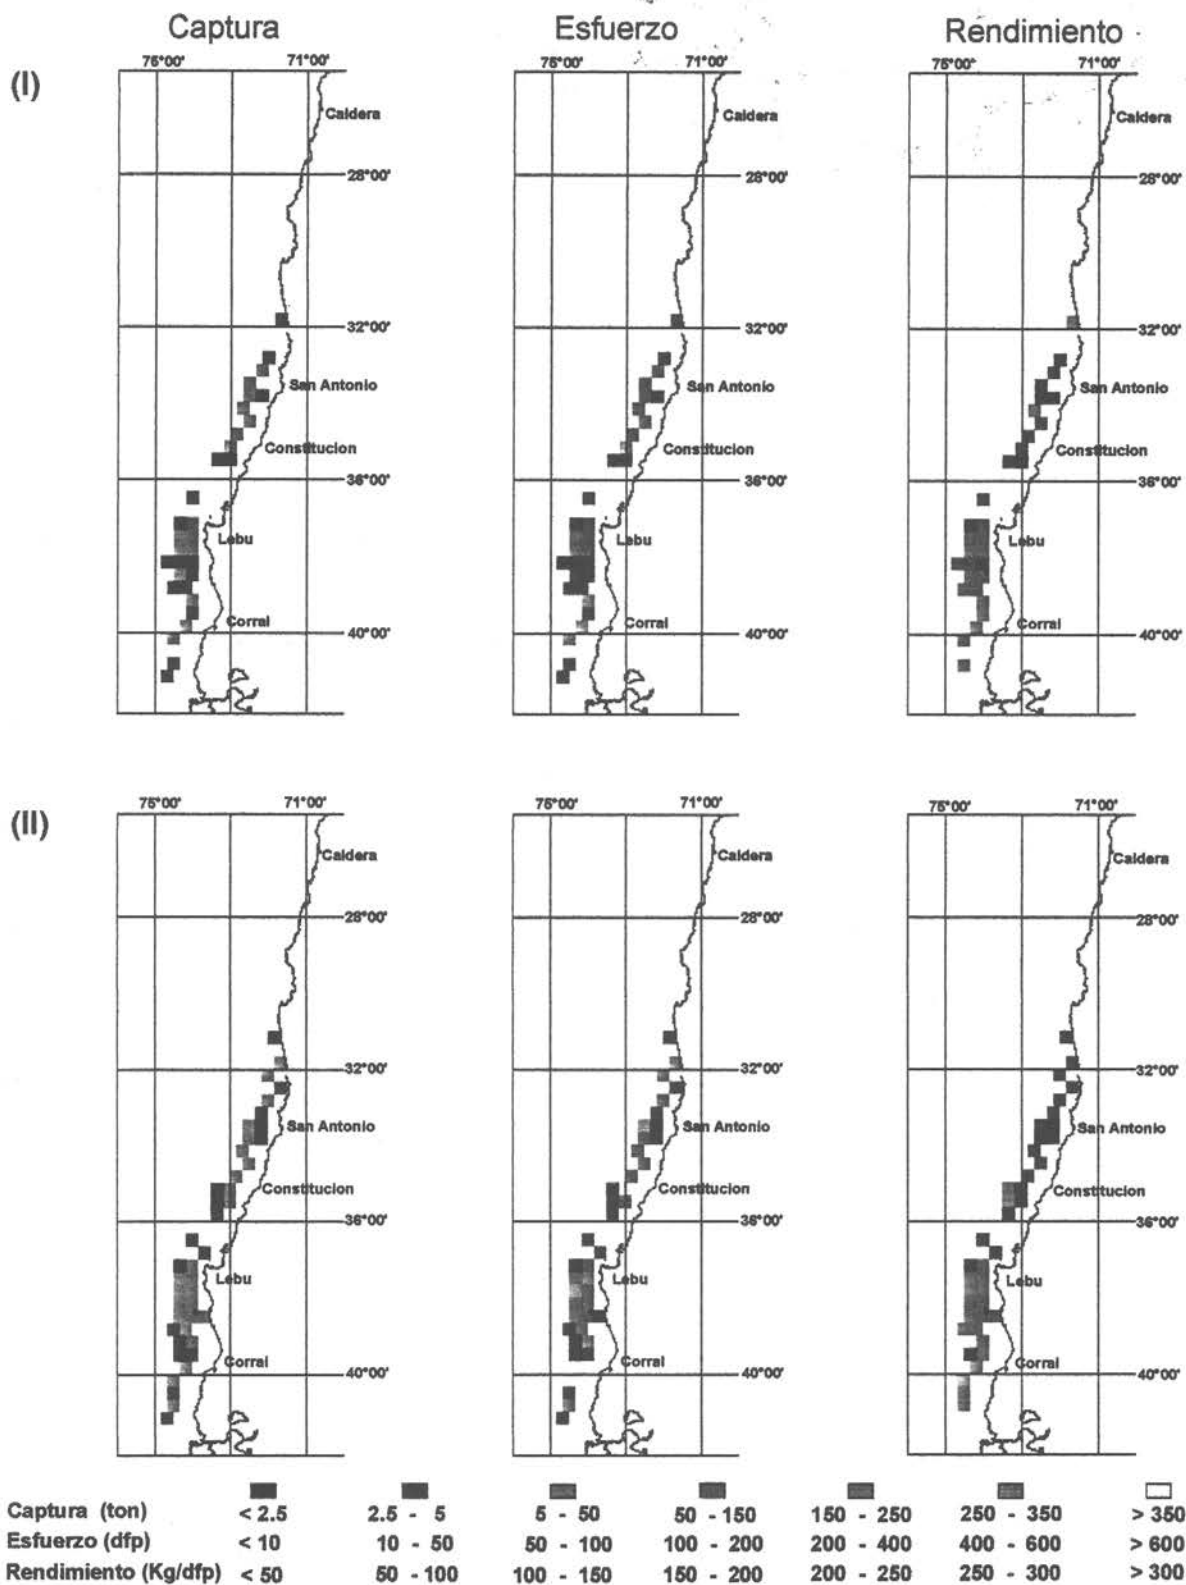 Captura Esfuerzo Rendimiento
(I)
75°00' 71°00' 75°00' 71°00' 75°00' 71°00'
Caldera Caldera Caldera
28°00' 28°00' 28°00'
32°00' 32°00' 32°00'
San Antonio San Antonio San Antonio
Constitucion Constitucion Constitucion
36°00' 36°00' 36°00'
Lebu Lebu Lebu
Corral Corral Corral
40°00' 40°00' 40°00'
(II)
75°00' 71°00' 75°00' 71°00' 75°00' 71°00'
Caldera Caldera Caldera
28°00' 28°00' 28°00'
32°00' 32°00' 32°00'
San Antonio San Antonio San Antonio
Constitucion Constitucion Constitucion
36°00' 36°00' 36°00'
Lebu Lebu Lebu
Corral Corral Corral
40°00' 40°00' 40°00'
Captura (ton) < 2.5 2.5 - 5 5 - 50 50 - 150 150 - 250 250 - 350 > 350
Esfuerzo (dfp) < 10 10 - 50 50 - 100 100 - 200 200 - 400 400 - 600 > 600
Rendimiento (Kg/dfp) < 50 50 - 100 100 - 150 150 - 200 200 - 250 250 - 300 > 300